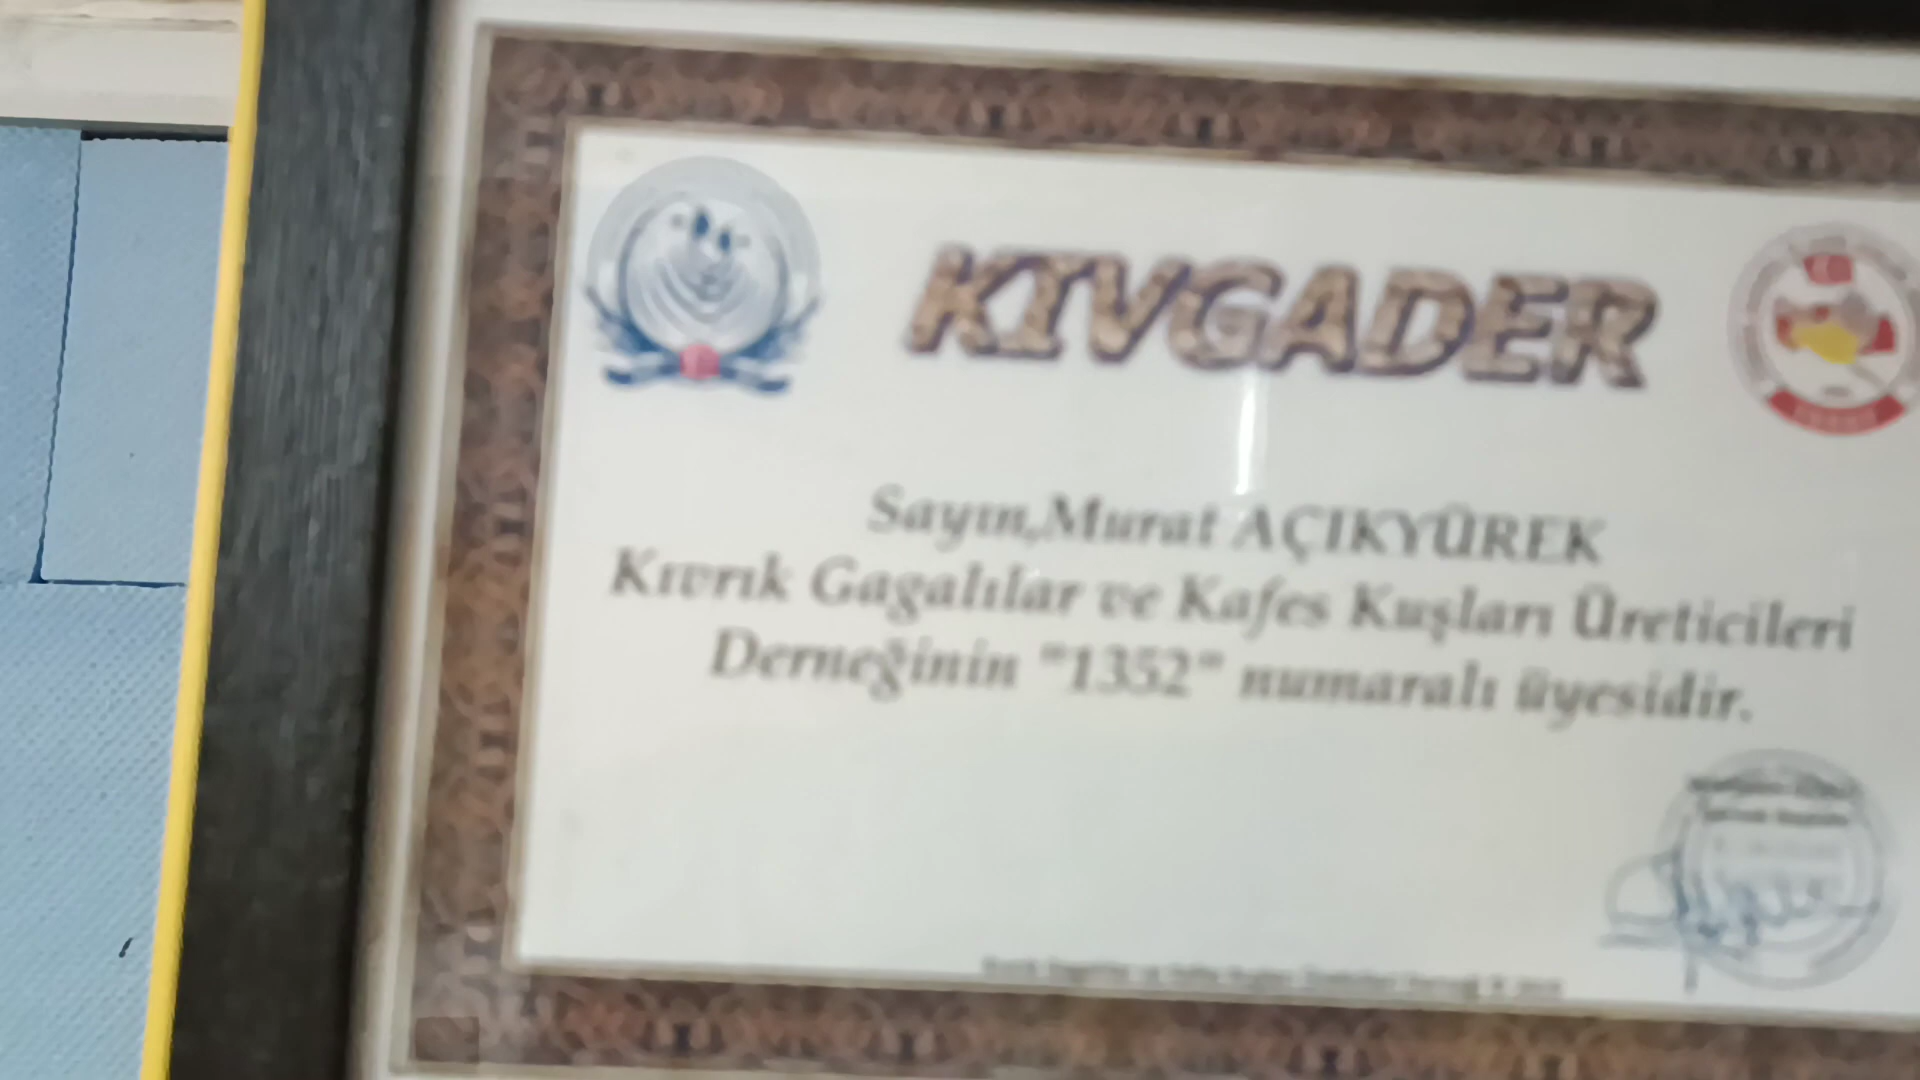 KIVGADER
Sayın,Murat AÇIKYÜREK
Kıvrık Gagalılar ve Kafes Kuşları Üreticileri
Derneğinin "1352" numaralı üyesidir.